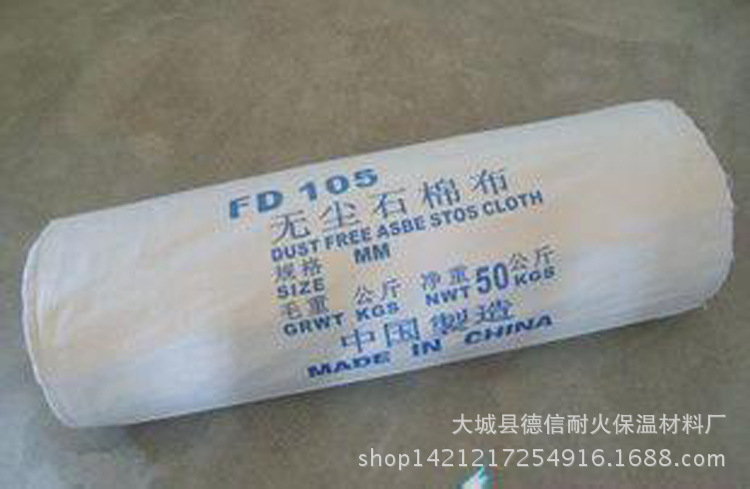 FD 105
无尘石棉布
DUST FREE ASBE STOS CLOTH
规格
SIZE MM
毛重 公斤 净重 50 公斤
GRWT KGS NWT KGS
中国製造
MADE IN CHINA
大城县德信耐火保温材料厂
shop1421217254916.1688.com